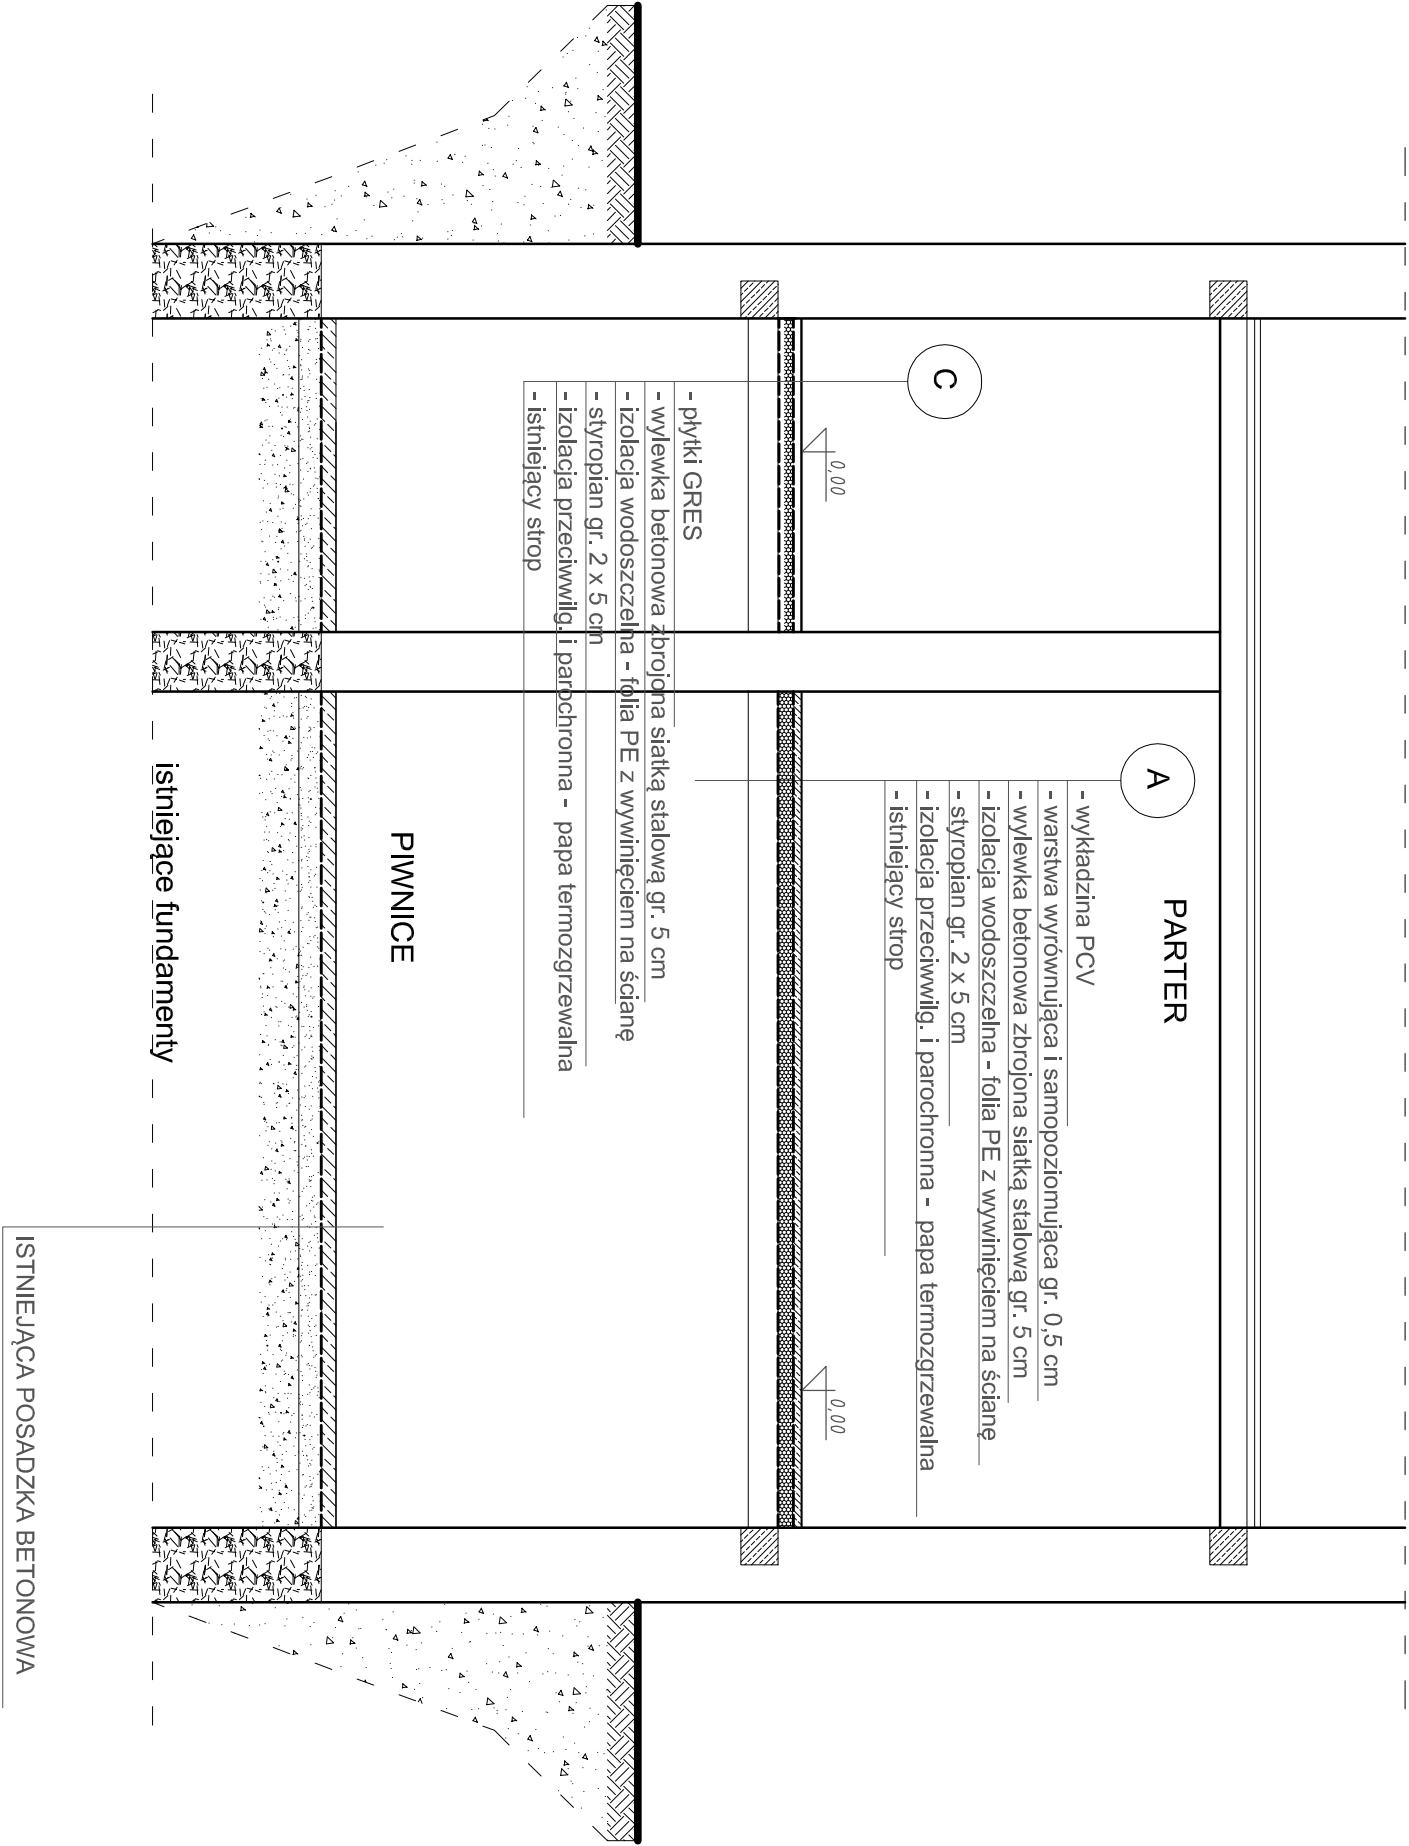 PARTER
A
- wykładzina PCV
- warstwa wyrównująca i samopoziomująca gr. 0,5 cm
- wylewka betonowa zbrojona siatką stalową gr. 5 cm
- izolacja wodoszczelna - folia PE z wywinięciem na ścianę
- styropian gr. 2 x 5 cm
- izolacja przeciwwilg. i parochronna - papa termozgrzewalna
- istniejący strop
C
0,00
0,00
- płytki GRES
- wylewka betonowa zbrojona siatką stalową gr. 5 cm
- izolacja wodoszczelna - folia PE z wywinięciem na ścianę
- styropian gr. 2 x 5 cm
- izolacja przeciwwilg. i parochronna - papa termozgrzewalna
- istniejący strop
PIWNICE
istniejące fundamenty
ISTNIEJĄCA POSADZKA BETONOWA